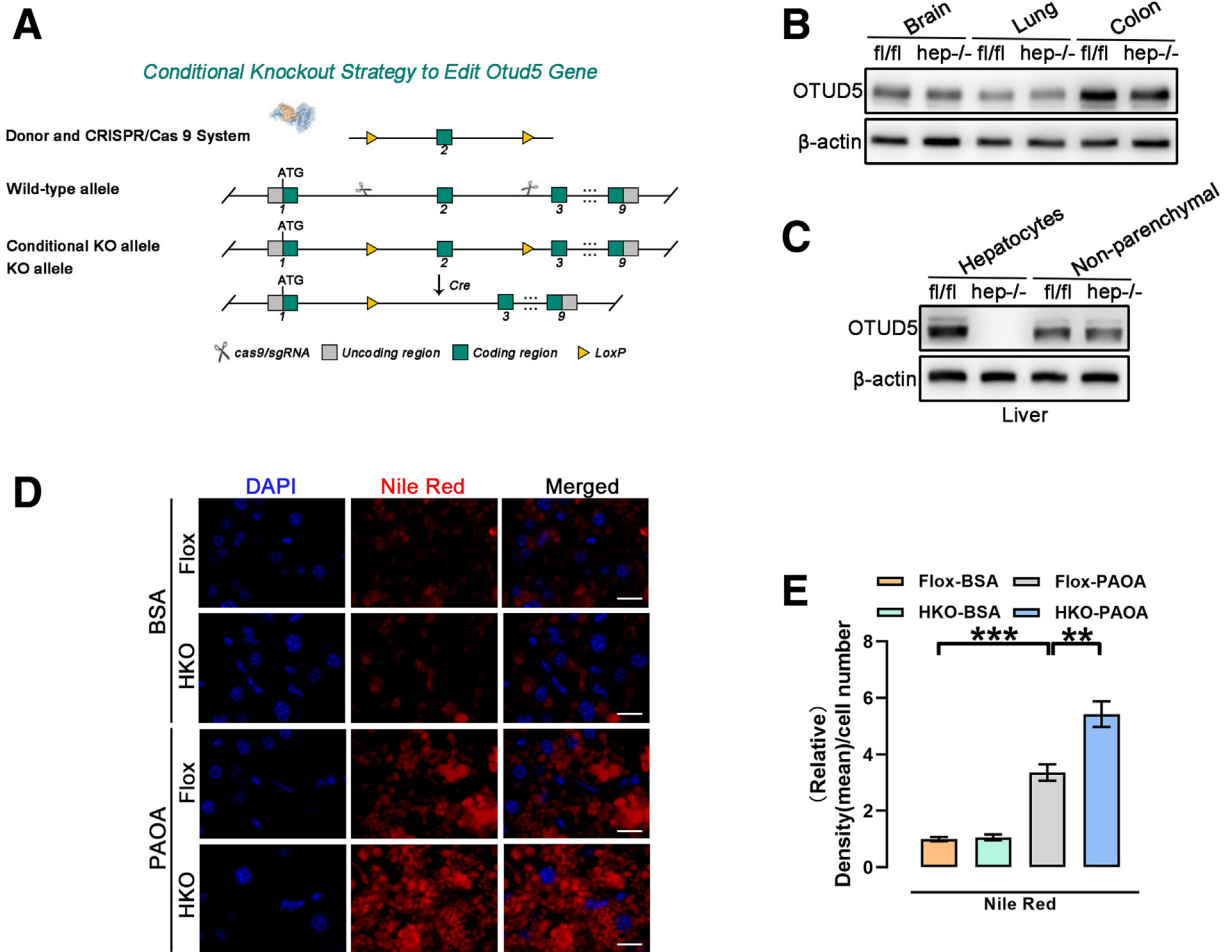 A
Conditional Knockout Strategy to Edit Otud5 Gene
Donor and CRISPR/Cas 9 System
2
Wild-type allele
ATG
1 2 3 ... 9
Conditional KO allele
ATG
1 2 3 ... 9
KO allele
Cre
ATG
1 3 ... 9
cas9/sgRNA Uncoding region Coding region LoxP
B
Brain Lung Colon
fl/fl hep-/- fl/fl hep-/- fl/fl hep-/-
OTUD5
β-actin
C
Hepatocytes Non-parenchymal
fl/fl hep-/- fl/fl hep-/-
OTUD5
β-actin
Liver
D
DAPI Nile Red Merged
BSA
Flox
HKO
PAOA
Flox
HKO
E
Flox-BSA Flox-PAOA
HKO-BSA HKO-PAOA
(Relative)
Density(mean)/cell number
8
6
4
2
0
*** **
Nile Red